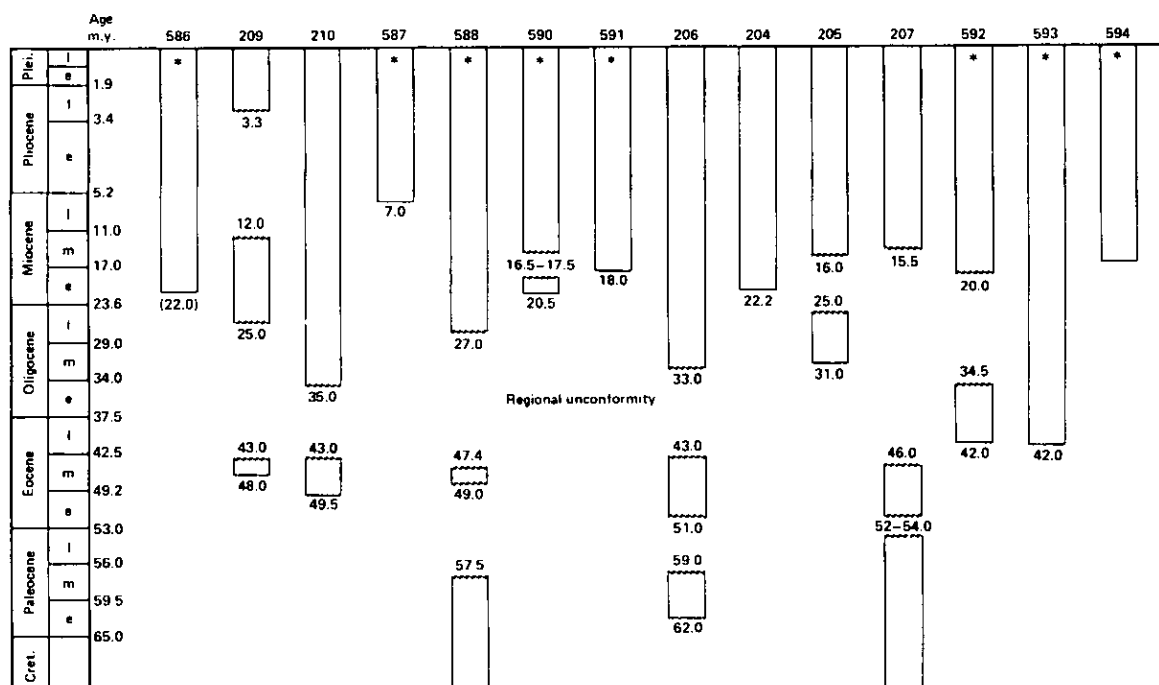 Age
m.y. 586 209 210 587 588 590 591 206 204 205 207 592 593 594
Plei. l * * * * * * * *
e
1.9
Pliocene l
3.4 3.3
e
5.2
Miocene l 7.0
11.0 12.0
m
17.0 16.5–17.5 18.0 16.0 15.5
e 20.0
23.6 (22.0) 20.5 22.2 25.0
Oligocene l 25.0 27.0
29.0
m 31.0
34.0 33.0 34.5
e 35.0 Regional unconformity
37.5
Eocene l
42.5 43.0 43.0 47.4 43.0 46.0 42.0 42.0
m 48.0 49.0
49.2 49.5
e 51.0
53.0 52–54.0
Paleocene l
56.0 57.5 59.0
m
59.5
e 62.0
65.0
Cret.